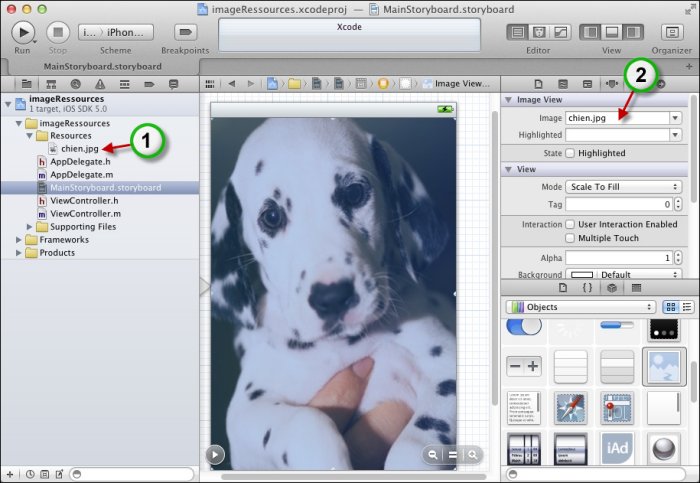 imageRessources.xcodeproj — MainStoryboard.storyboard
Run
Stop
i... iPhon...
Scheme
Breakpoints
Xcode
Editor
View
Organizer
MainStoryboard.storyboard
imageRessources
1 target, iOS SDK 5.0
imageRessources
Resources
chien.jpg
1
h AppDelegate.h
m AppDelegate.m
MainStoryboard.storyboard
h ViewController.h
m ViewController.m
Supporting Files
Frameworks
Products
Image View...
2
Image View
Image chien.jpg
Highlighted
State Highlighted
View
Mode Scale To Fill
Tag 0
Interaction User Interaction Enabled
Multiple Touch
Alpha 1
Background Default
{ }
Objects
iAd